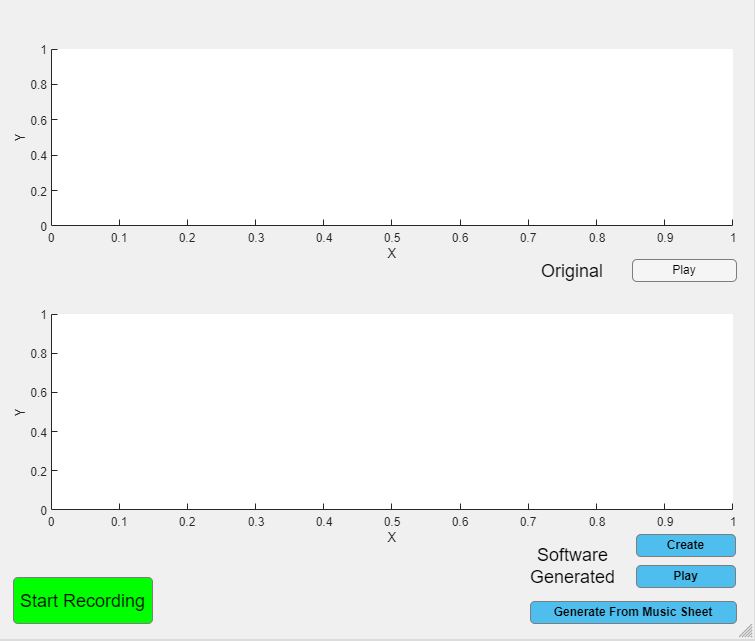 1
0.8
0.6
Y
0.4
0.2
0
0 0.1 0.2 0.3 0.4 0.5 0.6 0.7 0.8 0.9 1
X
Original Play
1
0.8
0.6
Y
0.4
0.2
0
0 0.1 0.2 0.3 0.4 0.5 0.6 0.7 0.8 0.9 1
X
Software
Generated
Create
Play
Start Recording
Generate From Music Sheet